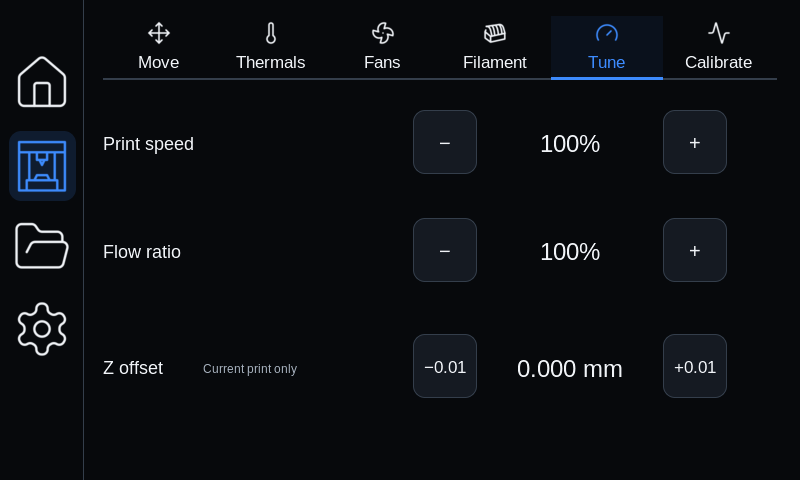 Move Thermals Fans Filament Tune Calibrate
Print speed − 100% +
Flow ratio − 100% +
Z offset Current print only −0.01 0.000 mm +0.01